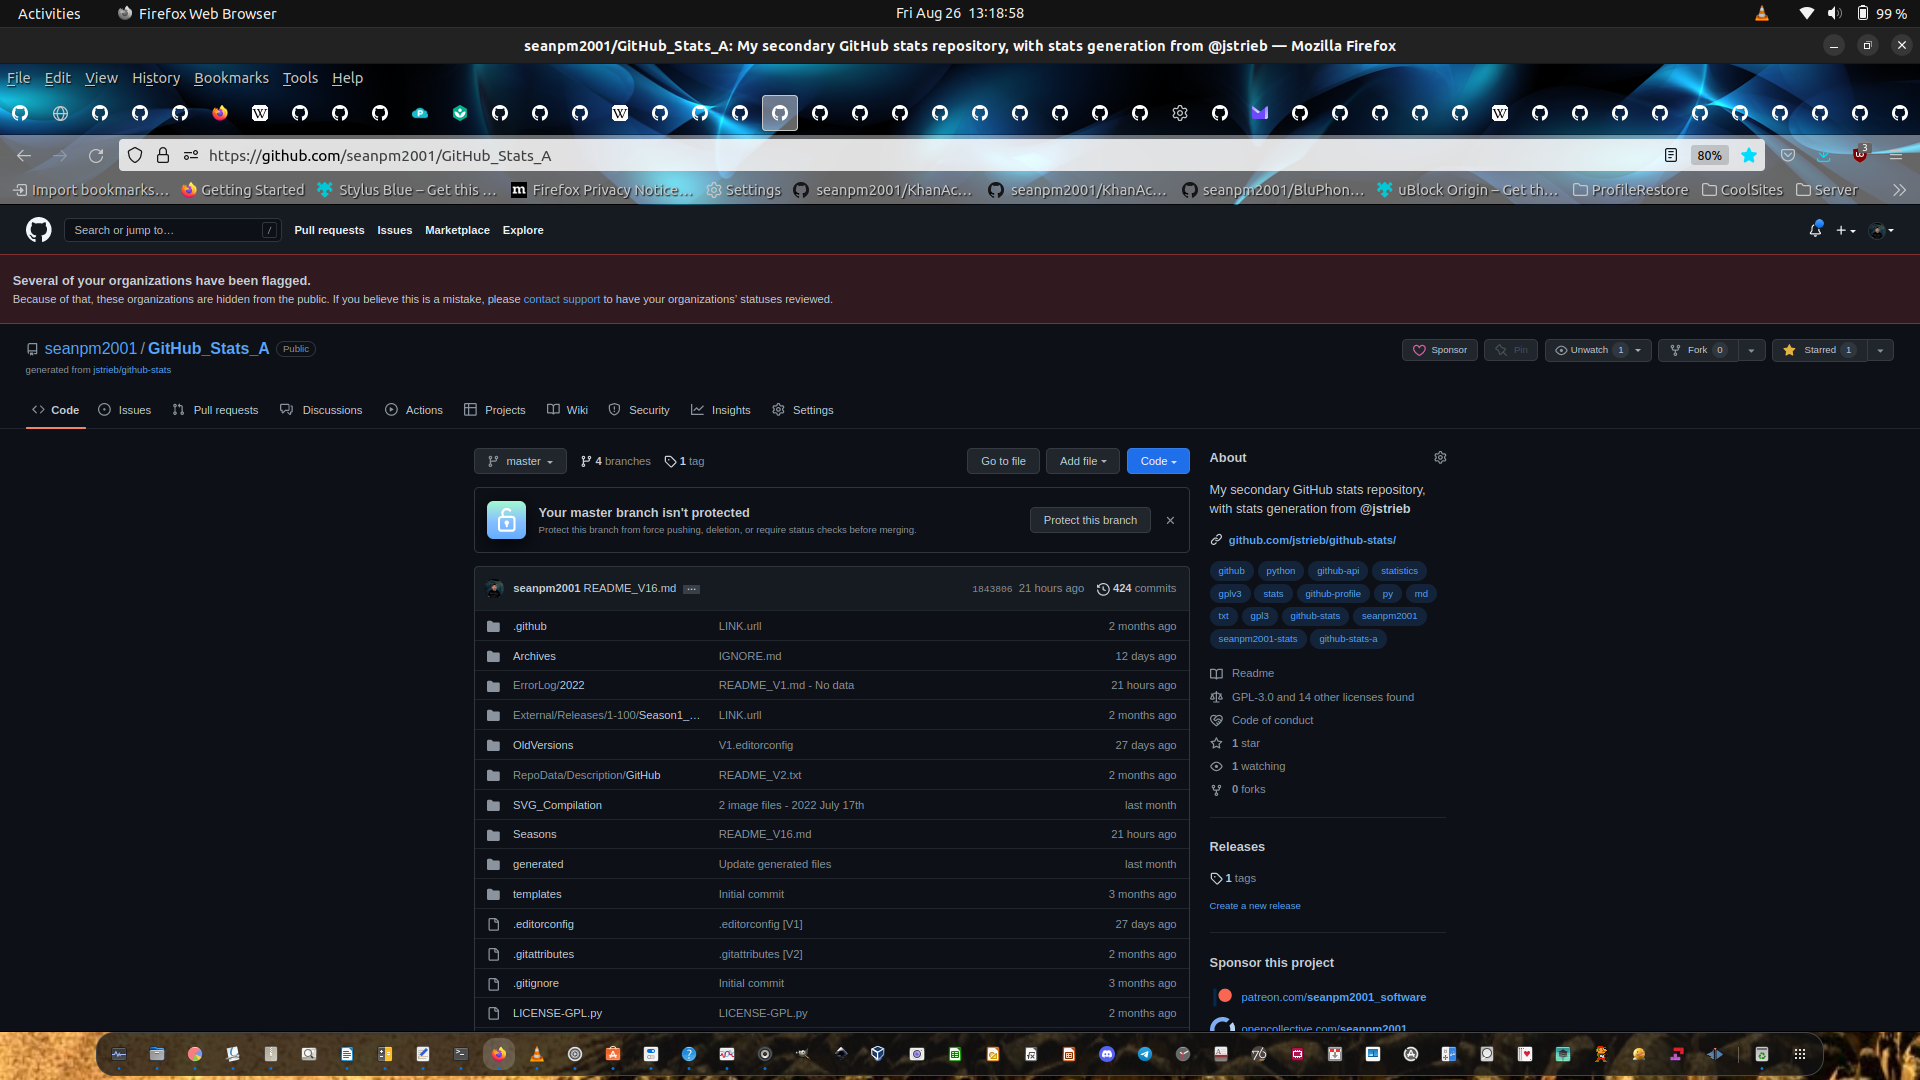 Activities
Firefox Web Browser
Fri Aug 26 13:18:58
99 %
seanpm2001/GitHub_Stats_A: My secondary GitHub stats repository, with stats generation from @jstrieb — Mozilla Firefox
File Edit View History Bookmarks Tools Help
https://github.com/seanpm2001/GitHub_Stats_A
80%
3
Import bookmarks... Getting Started Stylus Blue – Get this ... Firefox Privacy Notice... Settings seanpm2001/KhanAc... seanpm2001/KhanAc... seanpm2001/BluPhon... uBlock Origin – Get th... ProfileRestore CoolSites Server
Search or jump to... /
Pull requests Issues Marketplace Explore
Several of your organizations have been flagged.
Because of that, these organizations are hidden from the public. If you believe this is a mistake, please contact support to have your organizations' statuses reviewed.
seanpm2001 / GitHub_Stats_A Public
generated from jstrieb/github-stats
Sponsor Pin Unwatch 1 Fork 0 Starred 1
Code Issues Pull requests Discussions Actions Projects Wiki Security Insights Settings
master 4 branches 1 tag
Go to file Add file Code
Your master branch isn't protected
Protect this branch from force pushing, deletion, or require status checks before merging.
Protect this branch
seanpm2001 README_V16.md ... 1843806 21 hours ago 424 commits
.github LINK.urll 2 months ago
Archives IGNORE.md 12 days ago
ErrorLog/2022 README_V1.md - No data 21 hours ago
External/Releases/1-100/Season1_... LINK.urll 2 months ago
OldVersions V1.editorconfig 27 days ago
RepoData/Description/GitHub README_V2.txt 2 months ago
SVG_Compilation 2 image files - 2022 July 17th last month
Seasons README_V16.md 21 hours ago
generated Update generated files last month
templates Initial commit 3 months ago
.editorconfig .editorconfig [V1] 27 days ago
.gitattributes .gitattributes [V2] 2 months ago
.gitignore Initial commit 3 months ago
LICENSE-GPL.py LICENSE-GPL.py 2 months ago
About
My secondary GitHub stats repository,
with stats generation from @jstrieb
github.com/jstrieb/github-stats/
github python github-api statistics
gplv3 stats github-profile py md
txt gpl3 github-stats seanpm2001
seanpm2001-stats github-stats-a
Readme
GPL-3.0 and 14 other licenses found
Code of conduct
1 star
1 watching
0 forks
Releases
1 tags
Create a new release
Sponsor this project
patreon.com/seanpm2001_software
opencollective.com/seanpm2001